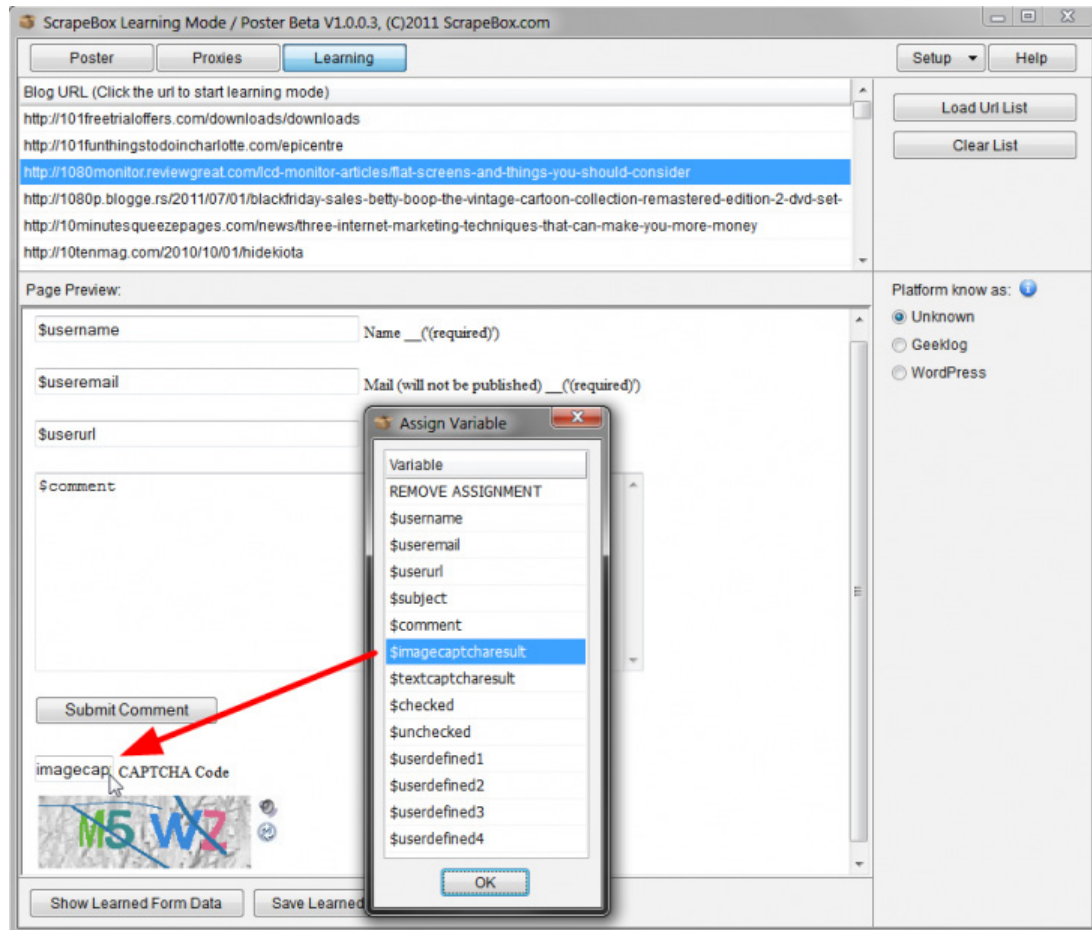 ScrapeBox Learning Mode / Poster Beta V1.0.0.3, (C)2011 ScrapeBox.com
Poster Proxies Learning Setup Help
Blog URL (Click the url to start learning mode)
http://101freetrialoffers.com/downloads/downloads
http://101funthingstodoincharlotte.com/epicentre
http://1080monitor.reviewgreat.com/lcd-monitor-articles/flat-screens-and-things-you-should-consider
http://1080p.blogge.rs/2011/07/01/blackfriday-sales-betty-boop-the-vintage-cartoon-collection-remastered-edition-2-dvd-set-
http://10minutesqueezepages.com/news/three-internet-marketing-techniques-that-can-make-you-more-money
http://10tenmag.com/2010/10/01/hidekiota
Load Url List
Clear List
Page Preview:
$username Name __('(required)')
$useremail Mail (will not be published) __('(required)')
$userurl
$comment
Submit Comment
imagecap CAPTCHA Code
M5 WZ
Show Learned Form Data Save Learned
Assign Variable
Variable
REMOVE ASSIGNMENT
$username
$useremail
$userurl
$subject
$comment
$imagecaptcharesult
$textcaptcharesult
$checked
$unchecked
$userdefined1
$userdefined2
$userdefined3
$userdefined4
OK
Platform know as:
Unknown
Geeklog
WordPress